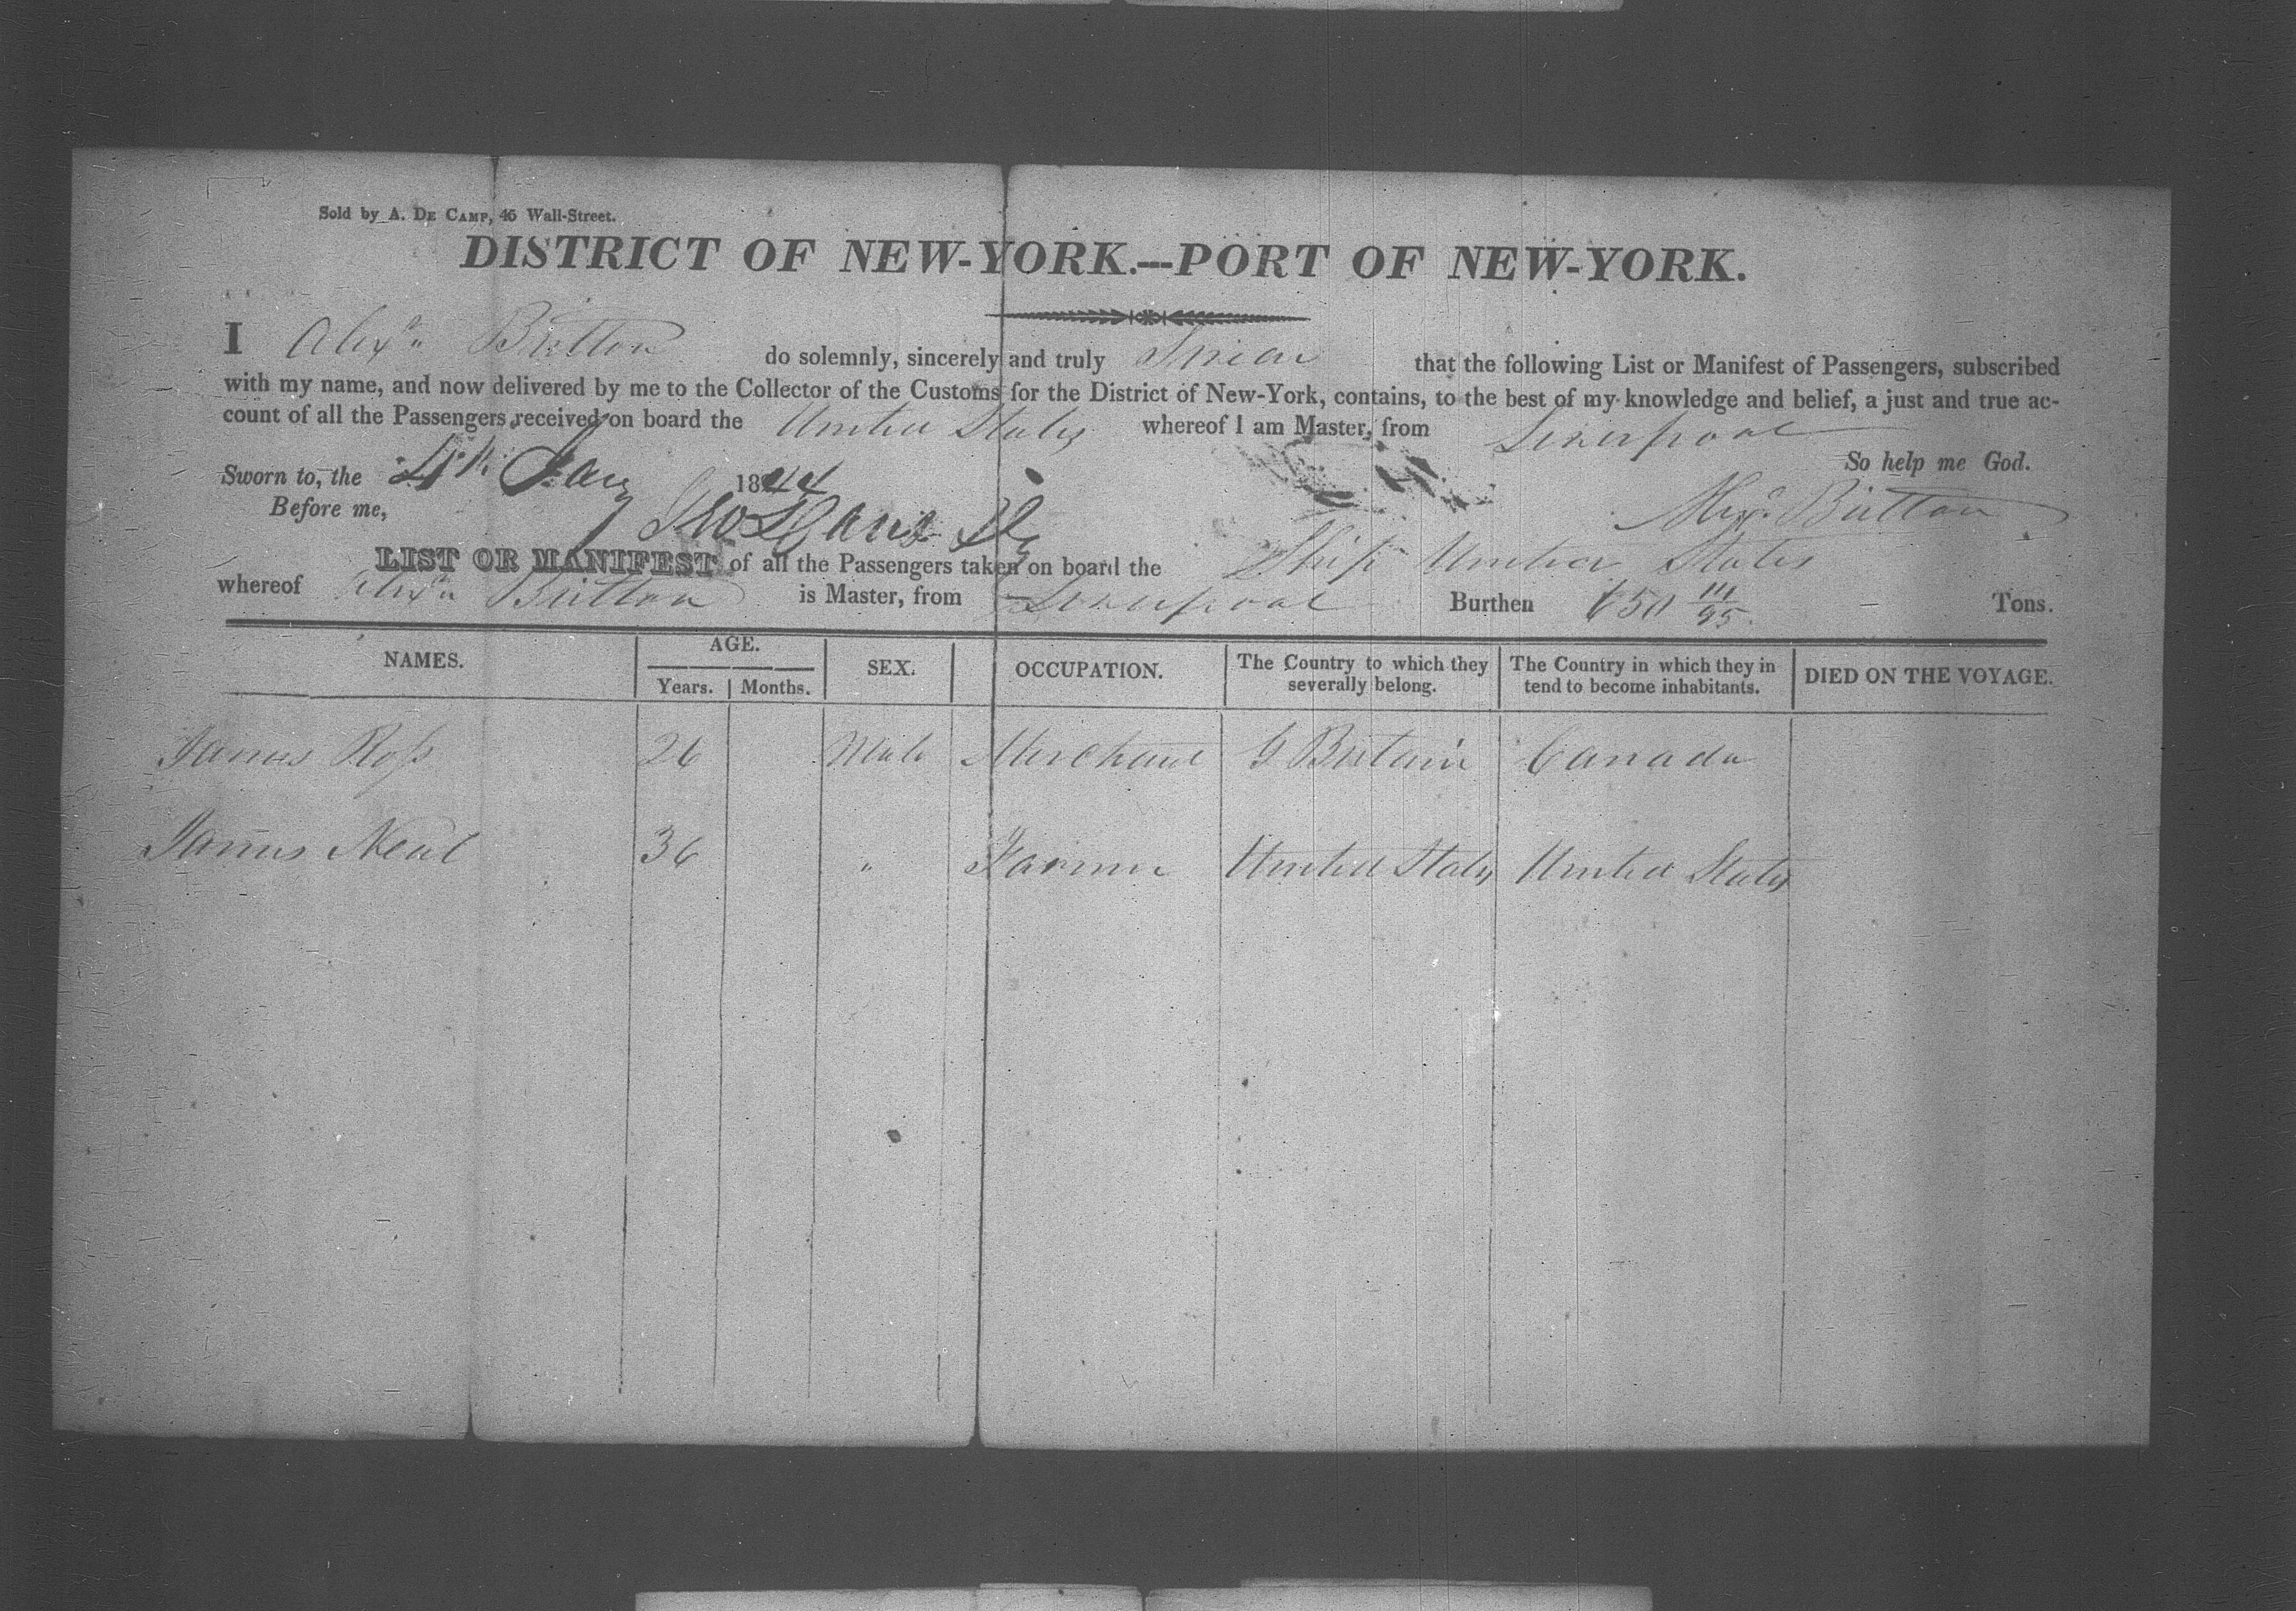 Sold by A. DE CAMP, 45 Wall-Street.
DISTRICT OF NEW-YORK.---PORT OF NEW-YORK.
I Alexr. Britton do solemnly, sincerely and truly Swear that the following List or Manifest of Passengers, subscribed
with my name, and now delivered by me to the Collector of the Customs for the District of New-York, contains, to the best of my knowledge and belief, a just and true ac-
count of all the Passengers received on board the United States whereof I am Master, from Liverpool
So help me God.
Sworn to, the 4th Jany 1844
Before me, Alexr. Britton
LIST OR MANIFEST of all the Passengers taken on board the Ship United States
whereof Alexr. Britton is Master, from Liverpool Burthen 650 Tons.
NAMES. AGE. Years. Months. SEX. OCCUPATION. The Country to which they severally belong. The Country in which they in tend to become inhabitants. DIED ON THE VOYAGE.
James Ross 26 Male Merchant G Britain Canada
James Neal 36 " Farmer United States United States